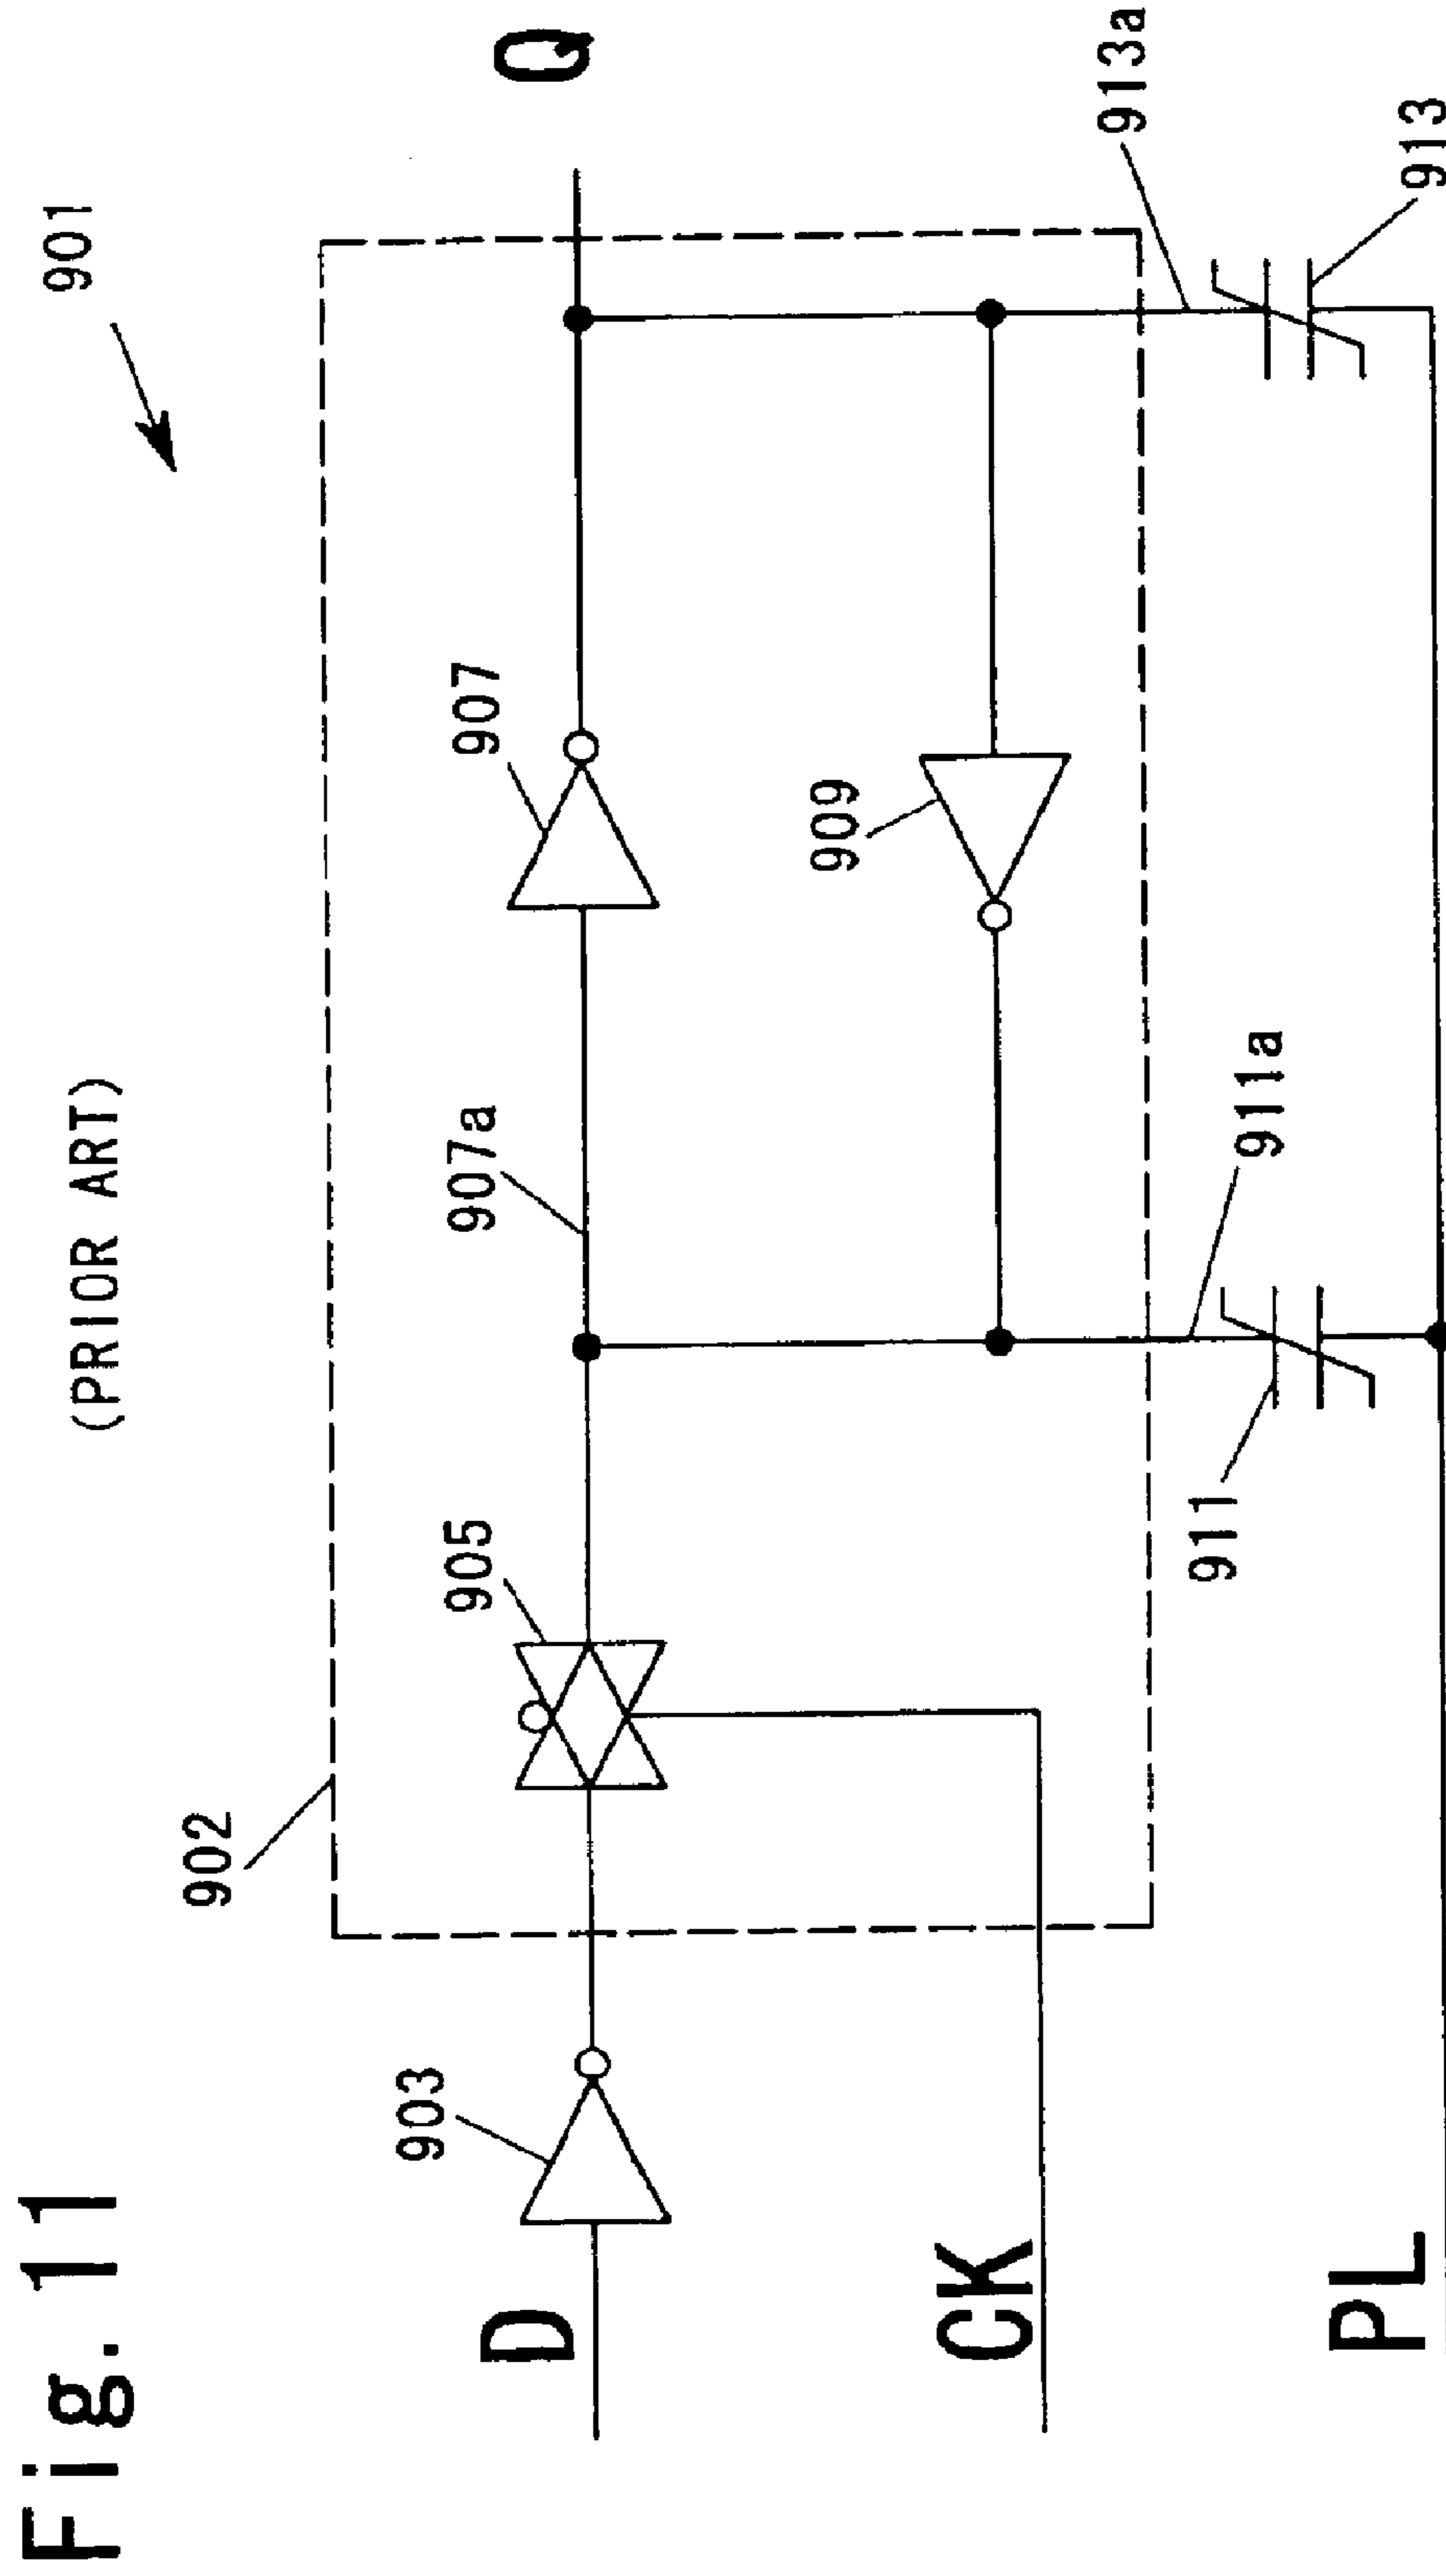 Fig. 11
(PRIOR ART)
901
902
903
905
907a
907
909
D
Q
CK
911
911a
913a
913
PL